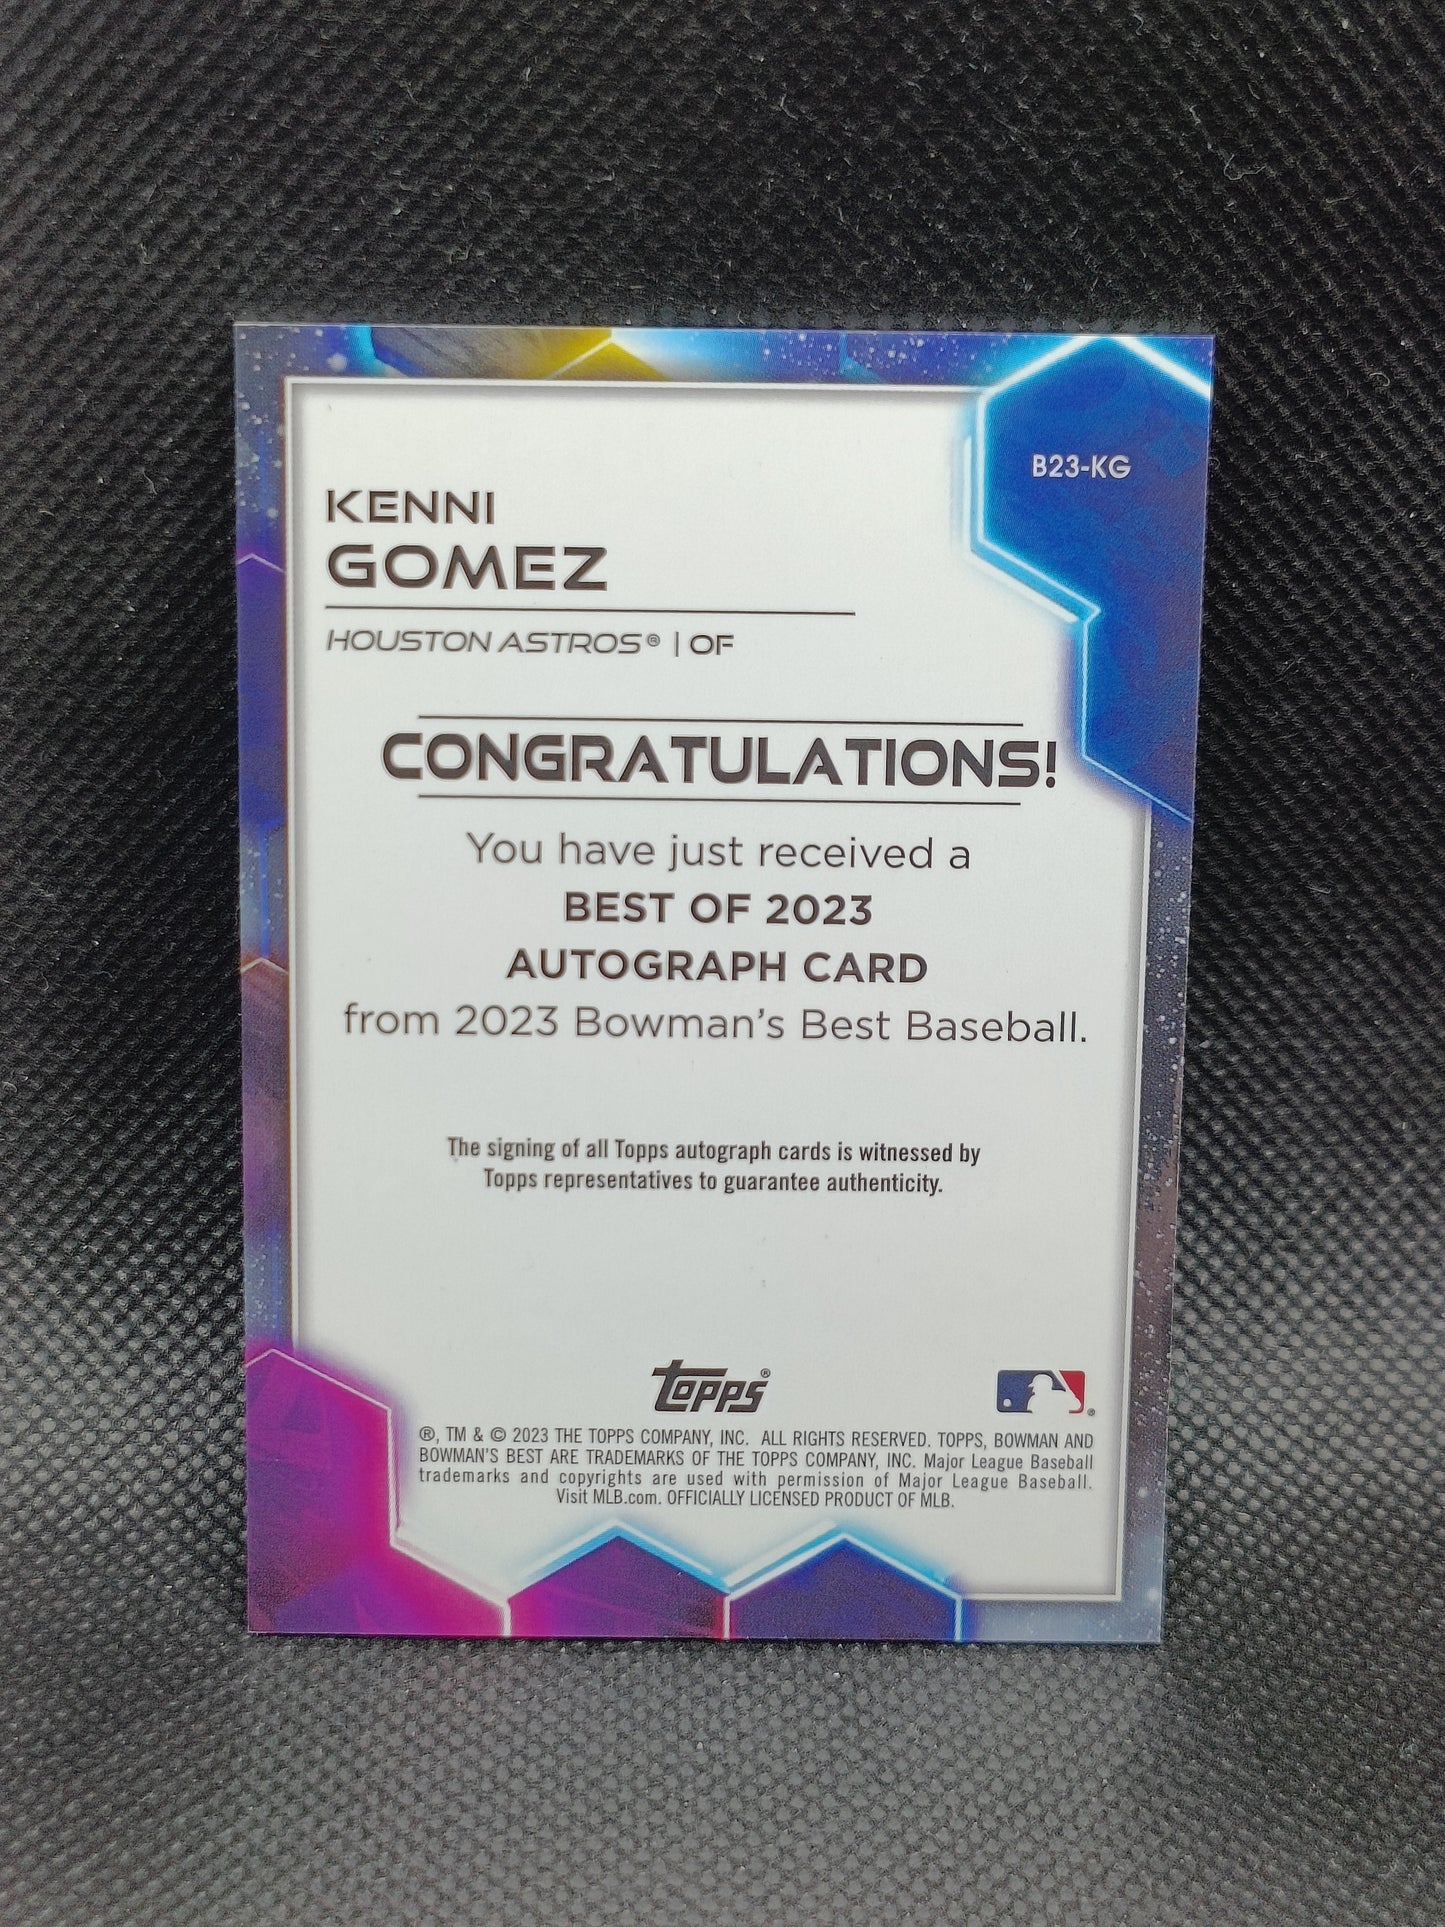 B23-KG
KENNI
GOMEZ
HOUSTON ASTROS® | OF
CONGRATULATIONS!
You have just received a
BEST OF 2023
AUTOGRAPH CARD
from 2023 Bowman's Best Baseball.
The signing of all Topps autograph cards is witnessed by
Topps representatives to guarantee authenticity.
topps®
®
®, TM & © 2023 THE TOPPS COMPANY, INC. ALL RIGHTS RESERVED. TOPPS, BOWMAN AND
BOWMAN'S BEST ARE TRADEMARKS OF THE TOPPS COMPANY, INC. Major League Baseball
trademarks and copyrights are used with permission of Major League Baseball.
Visit MLB.com. OFFICIALLY LICENSED PRODUCT OF MLB.